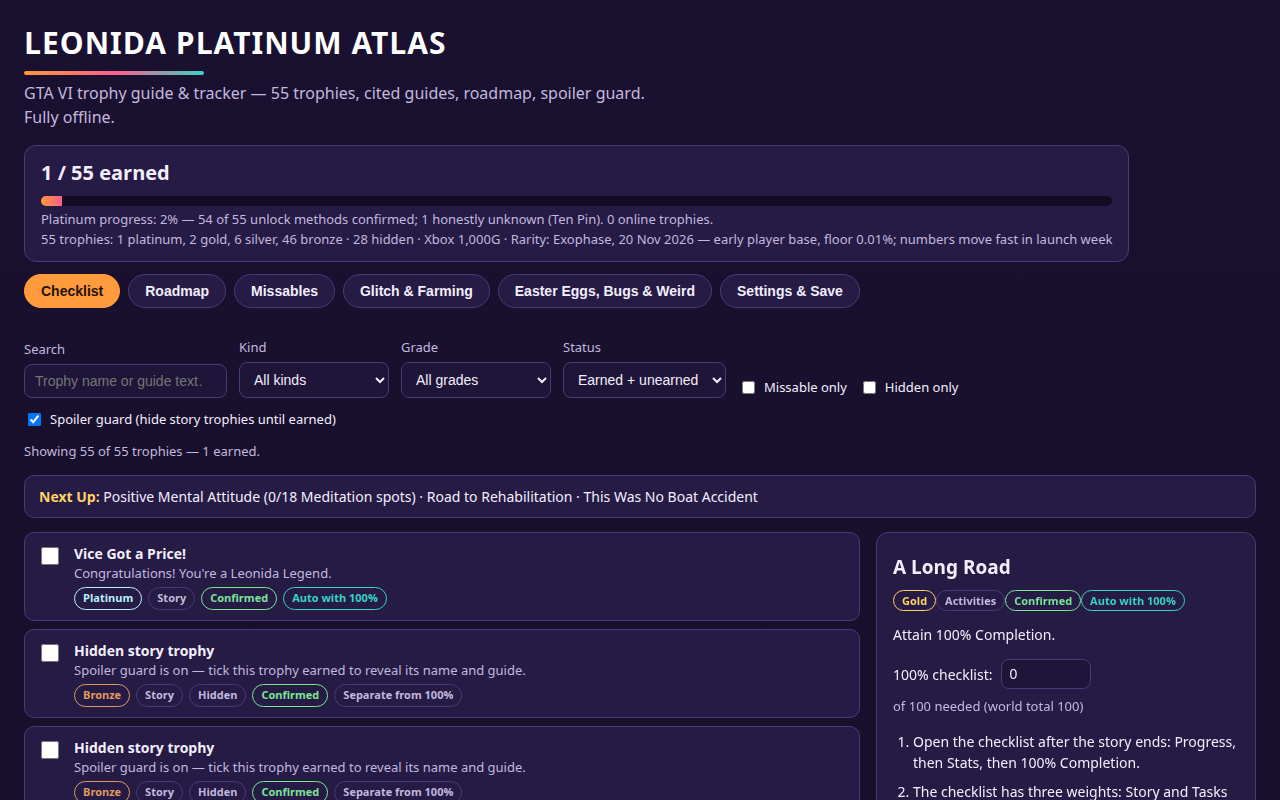 LEONIDA PLATINUM ATLAS
GTA VI trophy guide & tracker — 55 trophies, cited guides, roadmap, spoiler guard.
Fully offline.
1 / 55 earned
Platinum progress: 2% — 54 of 55 unlock methods confirmed; 1 honestly unknown (Ten Pin). 0 online trophies.
55 trophies: 1 platinum, 2 gold, 6 silver, 46 bronze · 28 hidden · Xbox 1,000G · Rarity: Exophase, 20 Nov 2026 — early player base, floor 0.01%; numbers move fast in launch week
Checklist Roadmap Missables Glitch & Farming Easter Eggs, Bugs & Weird Settings & Save
Search Kind Grade Status
Trophy name or guide text. All kinds All grades Earned + unearned Missable only Hidden only
Spoiler guard (hide story trophies until earned)
Showing 55 of 55 trophies — 1 earned.
Next Up: Positive Mental Attitude (0/18 Meditation spots) · Road to Rehabilitation · This Was No Boat Accident
Vice Got a Price!
Congratulations! You're a Leonida Legend.
Platinum Story Confirmed Auto with 100%
Hidden story trophy
Spoiler guard is on — tick this trophy earned to reveal its name and guide.
Bronze Story Hidden Confirmed Separate from 100%
Hidden story trophy
Spoiler guard is on — tick this trophy earned to reveal its name and guide.
Bronze Story Hidden Confirmed Separate from 100%
A Long Road
Gold Activities Confirmed Auto with 100%
Attain 100% Completion.
100% checklist: 0
of 100 needed (world total 100)
1. Open the checklist after the story ends: Progress,
then Stats, then 100% Completion.
2. The checklist has three weights: Story and Tasks